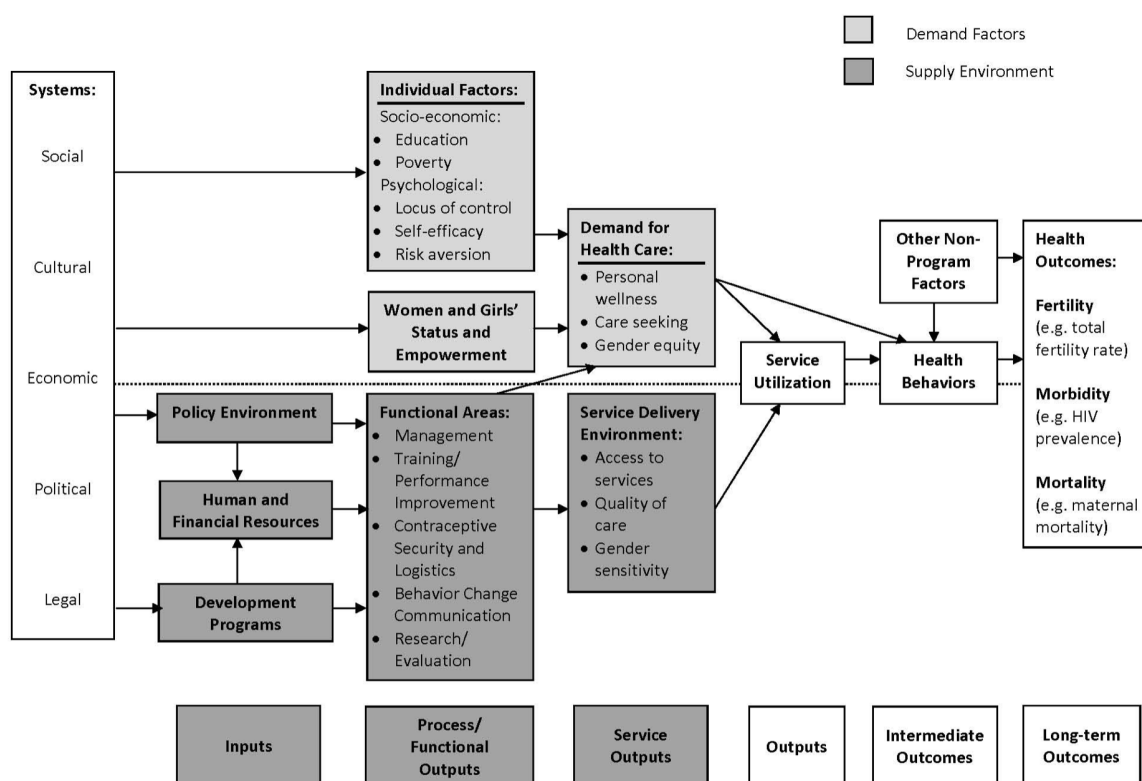 Demand Factors
Supply Environment
Systems:
Social
Cultural
Economic
Political
Legal
Individual Factors:
Socio-economic:
• Education
• Poverty
Psychological:
• Locus of control
• Self-efficacy
• Risk aversion
Women and Girls'
Status and
Empowerment
Policy Environment
Human and
Financial Resources
Development
Programs
Functional Areas:
• Management
• Training/
Performance
Improvement
• Contraceptive
Security and
Logistics
• Behavior Change
Communication
• Research/
Evaluation
Demand for
Health Care:
• Personal
wellness
• Care seeking
• Gender equity
Service Delivery
Environment:
• Access to
services
• Quality of
care
• Gender
sensitivity
Service
Utilization
Other Non-
Program
Factors
Health
Behaviors
Health
Outcomes:
Fertility
(e.g. total
fertility rate)
Morbidity
(e.g. HIV
prevalence)
Mortality
(e.g. maternal
mortality)
Inputs
Process/
Functional
Outputs
Service
Outputs
Outputs
Intermediate
Outcomes
Long-term
Outcomes